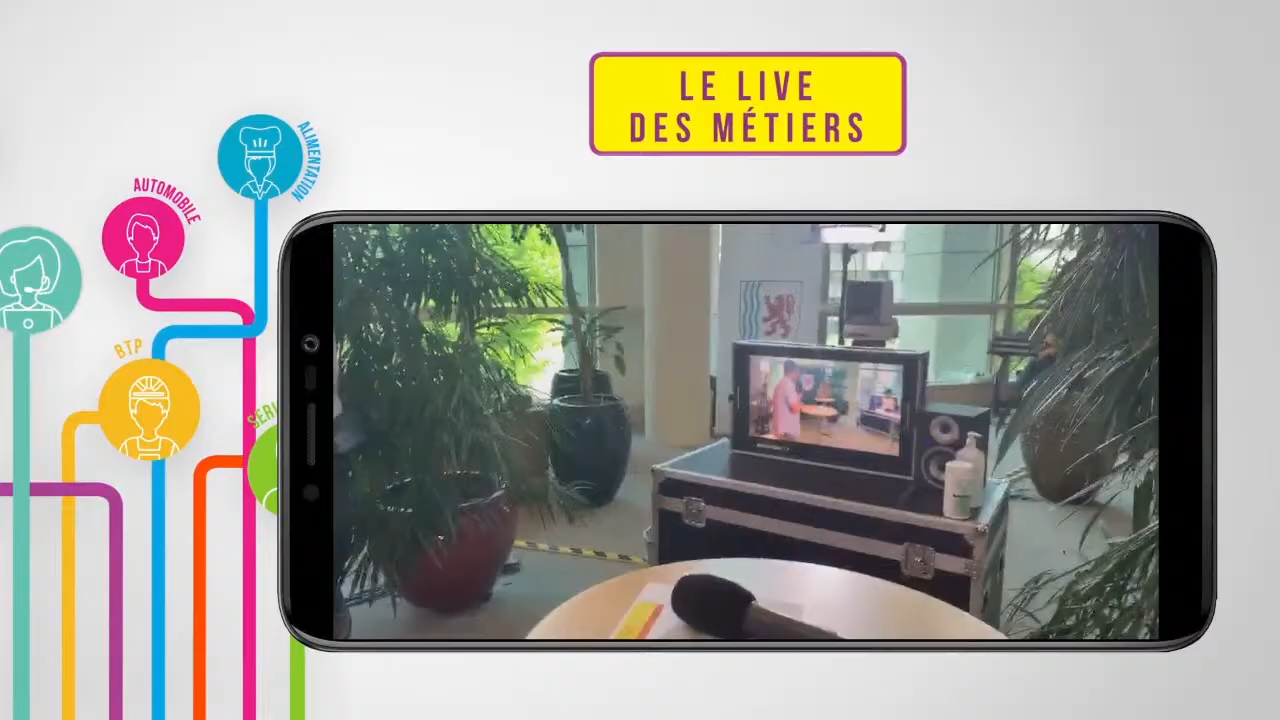 LE LIVE
DES MÉTIERS
ALIMENTATION
AUTOMOBILE
BTP